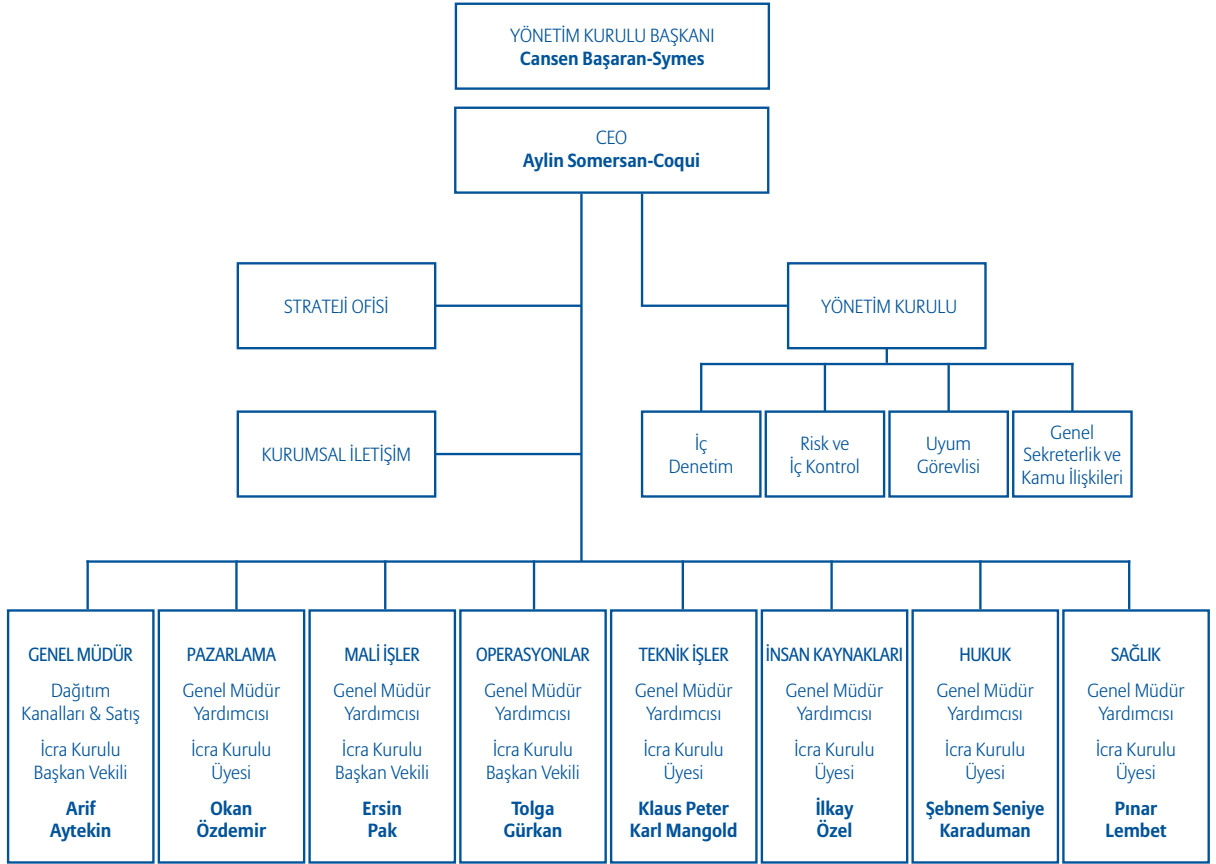 YÖNETİM KURULU BAŞKANI
Cansen Başaran-Symes
CEO
Aylin Somersan-Coqui
STRATEJİ OFİSİ
YÖNETİM KURULU
KURUMSAL İLETİŞİM
İç
Denetim
Risk ve
İç Kontrol
Uyum
Görevlisi
Genel
Sekreterlik ve
Kamu İlişkileri
GENEL MÜDÜR
Dağıtım
Kanalları & Satış
İcra Kurulu
Başkan Vekili
Arif
Aytekin
PAZARLAMA
Genel Müdür
Yardımcısı
İcra Kurulu
Üyesi
Okan
Özdemir
MALİ İŞLER
Genel Müdür
Yardımcısı
İcra Kurulu
Başkan Vekili
Ersin
Pak
OPERASYONLAR
Genel Müdür
Yardımcısı
İcra Kurulu
Başkan Vekili
Tolga
Gürkan
TEKNİK İŞLER
Genel Müdür
Yardımcısı
İcra Kurulu
Üyesi
Klaus Peter
Karl Mangold
İNSAN KAYNAKLARI
Genel Müdür
Yardımcısı
İcra Kurulu
Üyesi
İlkay
Özel
HUKUK
Genel Müdür
Yardımcısı
İcra Kurulu
Üyesi
Şebnem Seniye
Karaduman
SAĞLIK
Genel Müdür
Yardımcısı
İcra Kurulu
Üyesi
Pınar
Lembet